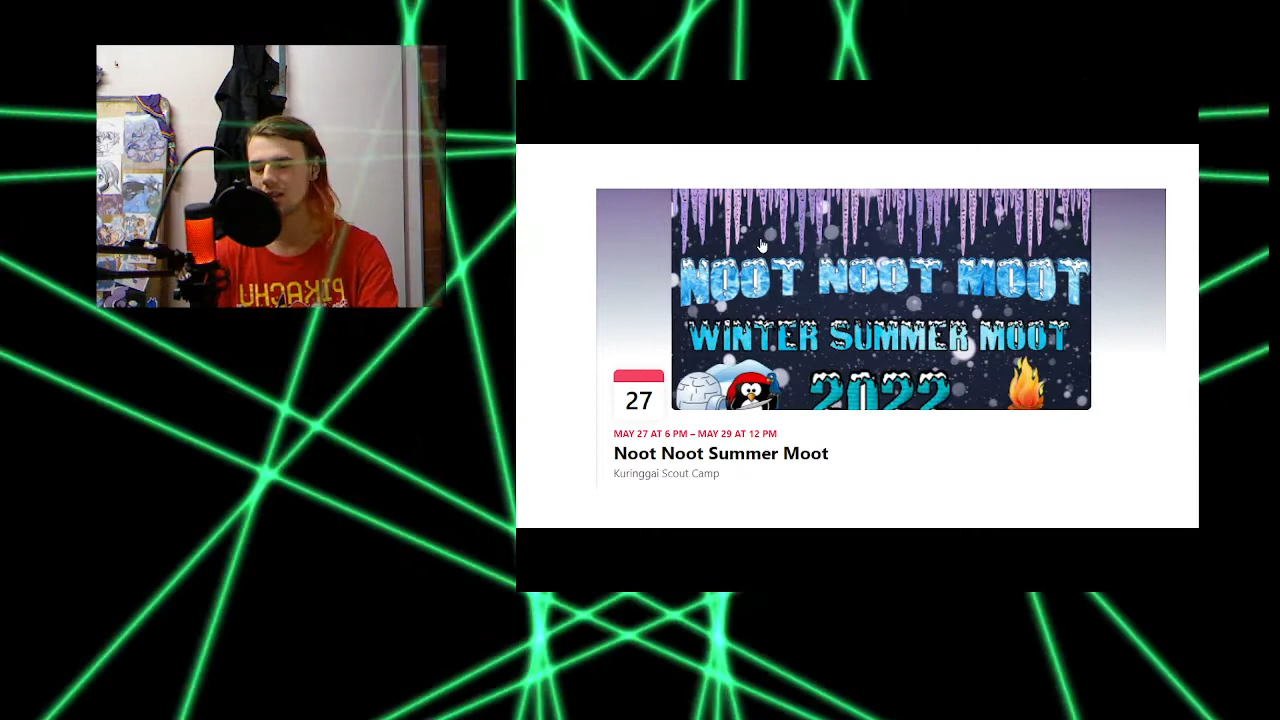 PIKACHU
NOOT NOOT MOOT
WINTER SUMMER MOOT
2022
27
MAY 27 AT 6 PM – MAY 29 AT 12 PM
Noot Noot Summer Moot
Kuringgai Scout Camp